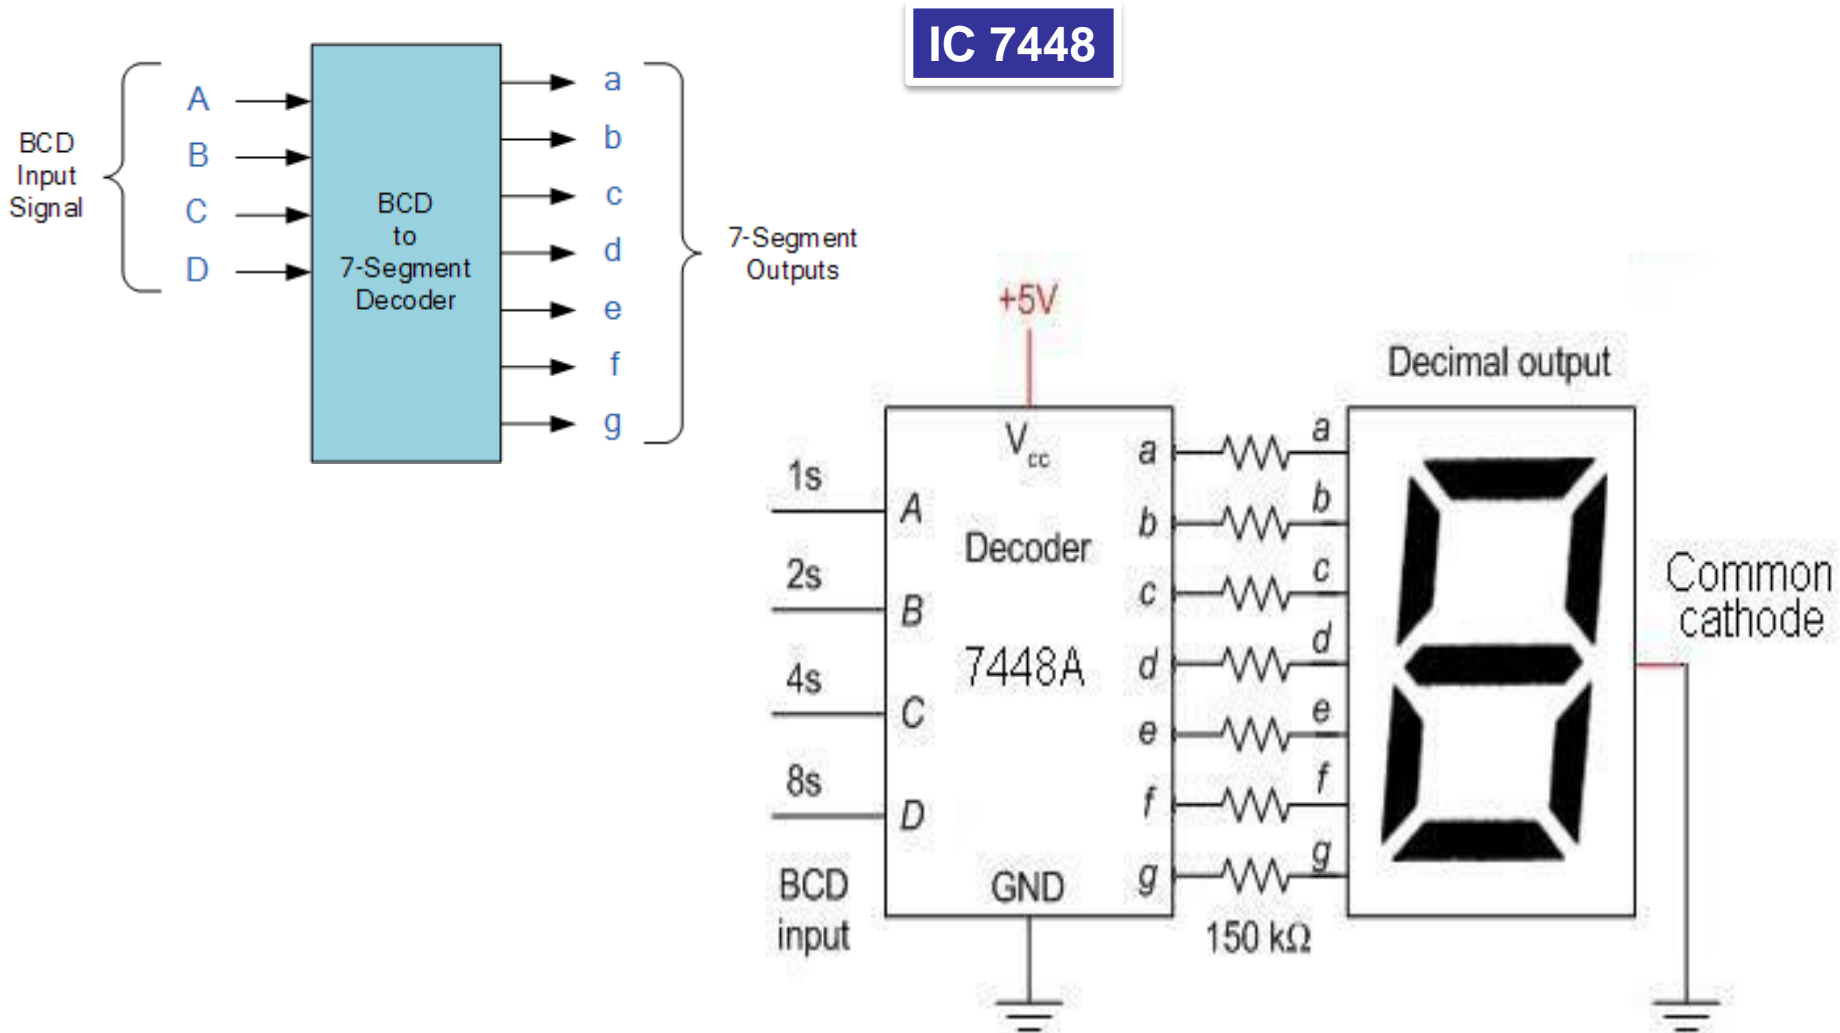 IC 7448
BCD
Input
Signal
A
B
C
D
BCD
to
7-Segment
Decoder
a
b
c
d
e
f
g
7-Segment
Outputs
+5V
Vcc
Decoder
7448A
GND
1s
2s
4s
8s
A
B
C
D
BCD
input
a
b
c
d
e
f
g
150 kΩ
a
b
c
d
e
f
g
Decimal output
Common
cathode